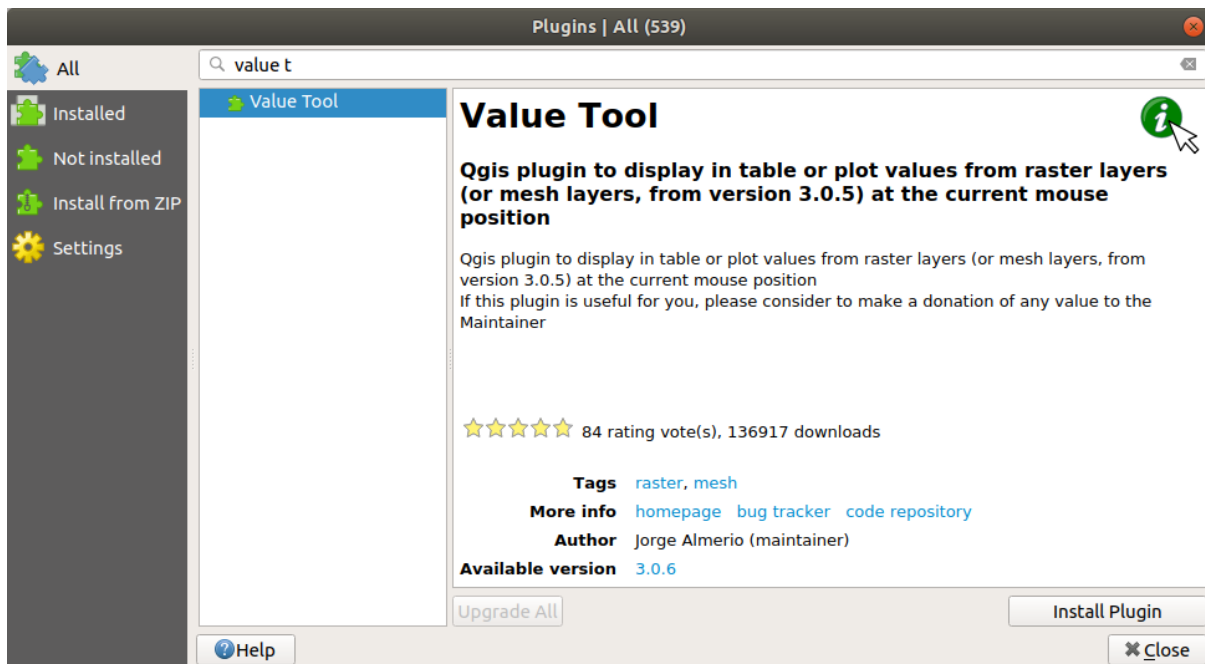 Plugins | All (539)
All
Installed
Not installed
Install from ZIP
Settings
value t
Value Tool
Value Tool
Qgis plugin to display in table or plot values from raster layers
(or mesh layers, from version 3.0.5) at the current mouse
position
Qgis plugin to display in table or plot values from raster layers (or mesh layers, from
version 3.0.5) at the current mouse position
If this plugin is useful for you, please consider to make a donation of any value to the
Maintainer
84 rating vote(s), 136917 downloads
Tags raster, mesh
More info homepage bug tracker code repository
Author Jorge Almerio (maintainer)
Available version 3.0.6
Upgrade All
Install Plugin
Help
Close